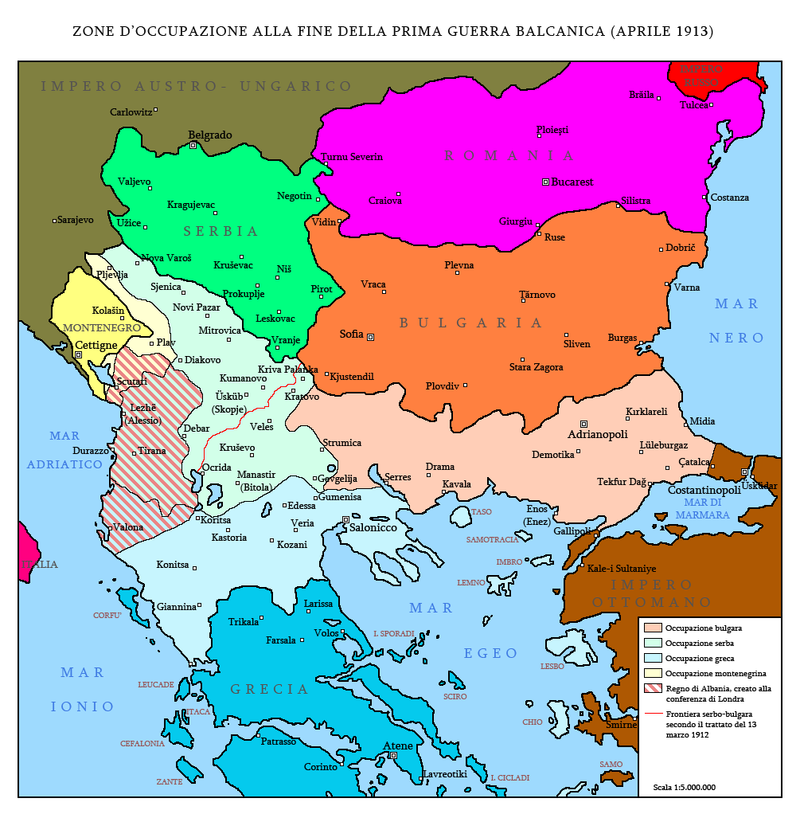 ZONE D'OCCUPAZIONE ALLA FINE DELLA PRIMA GUERRA BALCANICA (APRILE 1913)
IMPERO AUSTRO-UNGARICO
IMPERO
RUSSO
Carlowitz
Belgrado
Brăila
Tulcea
Ploiești
ROMANIA
Turnu Severin
Valjevo
Bucarest
Negotin
Craiova
Silistra
Costanza
Kragujevac
Sarajevo
Užice
Vidin
Giurgiu
Ruse
SERBIA
Dobrič
Nova Varoš
Kruševac
Niš
Plevna
Pljevlja
Sjenica
Prokuplje
Pirot
Vraca
Tărnovo
Varna
MAR
NERO
Kolašin
Novi Pazar
Leskovac
BULGARIA
MONTENEGRO
Mitrovica
Vranje
Sofia
Sliven
Burgas
Cettigne
Plav
Diakovo
Stara Zagora
Kriva Palanka
Kjustendil
Scutari
Kumanovo
Plovdiv
Kratovo
Üsküb
(Skopje)
Lezhë
(Alessio)
Kırklareli
Midia
Veles
Debar
Adrianopoli
MAR
ADRIATICO
Durazzo
Tirana
Kruševo
Strumica
Lüleburgaz
Demotika
Çatalca
Ocrida
Manastir
(Bitola)
Govgelija
Drama
Serres
Kavala
Tekfur Dağ
Costantinopoli
Üsküdar
Gumenisa
Edessa
MAR DI
MARMARA
Valona
Koritsa
Veria
Salonicco
TASO
Enos
(Enez)
Kastoria
Kozani
Gallipoli
SAMOTRACIA
ITALIA
Konitsa
IMBRO
Kale-i Sultaniye
LEMNO
IMPERO
OTTOMANO
Giannina
Larissa
MAR
EGEO
CORFU'
Trikala
Farsala
Volos
I. SPORADI
LESBO
MAR
IONIO
LEUCADE
GRECIA
SCIRO
ITACA
CHIO
Smirne
CEFALONIA
Patrasso
Atene
ZANTE
Corinto
Lavreotiki
I. CICLADI
SAMO
Occupazione bulgara
Occupazione serba
Occupazione greca
Occupazione montenegrina
Regno di Albania, creato alla
conferenza di Londra
Frontiera serbo-bulgara
secondo il trattato del 13
marzo 1912
Scala 1:5.000.000